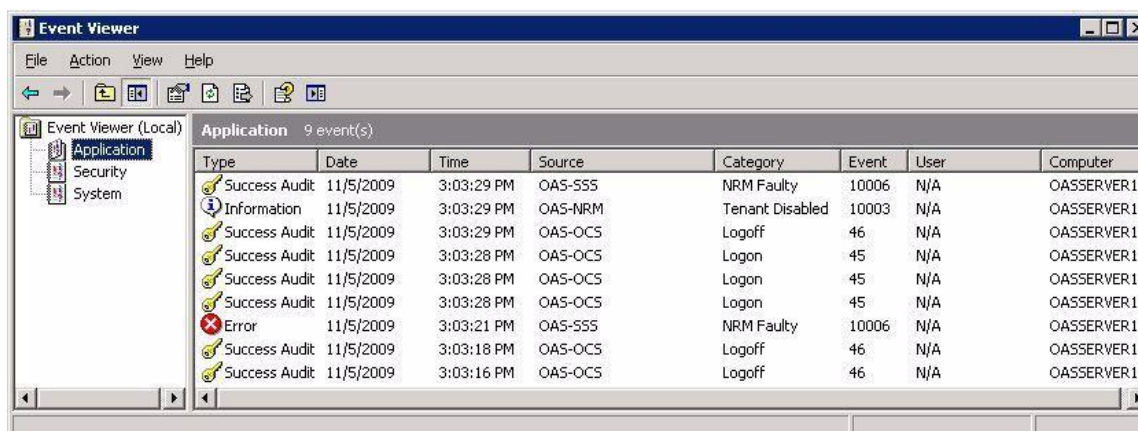 Event Viewer
File Action View Help
Event Viewer (Local)
Application
Security
System
Application 9 event(s)
Type Date Time Source Category Event User Computer
Success Audit 11/5/2009 3:03:29 PM OAS-SSS NRM Faulty 10006 N/A OASSERVER1
Information 11/5/2009 3:03:29 PM OAS-NRM Tenant Disabled 10003 N/A OASSERVER1
Success Audit 11/5/2009 3:03:29 PM OAS-OCS Logoff 46 N/A OASSERVER1
Success Audit 11/5/2009 3:03:28 PM OAS-OCS Logon 45 N/A OASSERVER1
Success Audit 11/5/2009 3:03:28 PM OAS-OCS Logon 45 N/A OASSERVER1
Success Audit 11/5/2009 3:03:28 PM OAS-OCS Logon 45 N/A OASSERVER1
Error 11/5/2009 3:03:21 PM OAS-SSS NRM Faulty 10006 N/A OASSERVER1
Success Audit 11/5/2009 3:03:18 PM OAS-OCS Logoff 46 N/A OASSERVER1
Success Audit 11/5/2009 3:03:16 PM OAS-OCS Logoff 46 N/A OASSERVER1